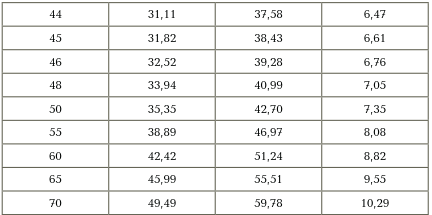 44 31,11 37,58 6,47
45 31,82 38,43 6,61
46 32,52 39,28 6,76
48 33,94 40,99 7,05
50 35,35 42,70 7,35
55 38,89 46,97 8,08
60 42,42 51,24 8,82
65 45,99 55,51 9,55
70 49,49 59,78 10,29